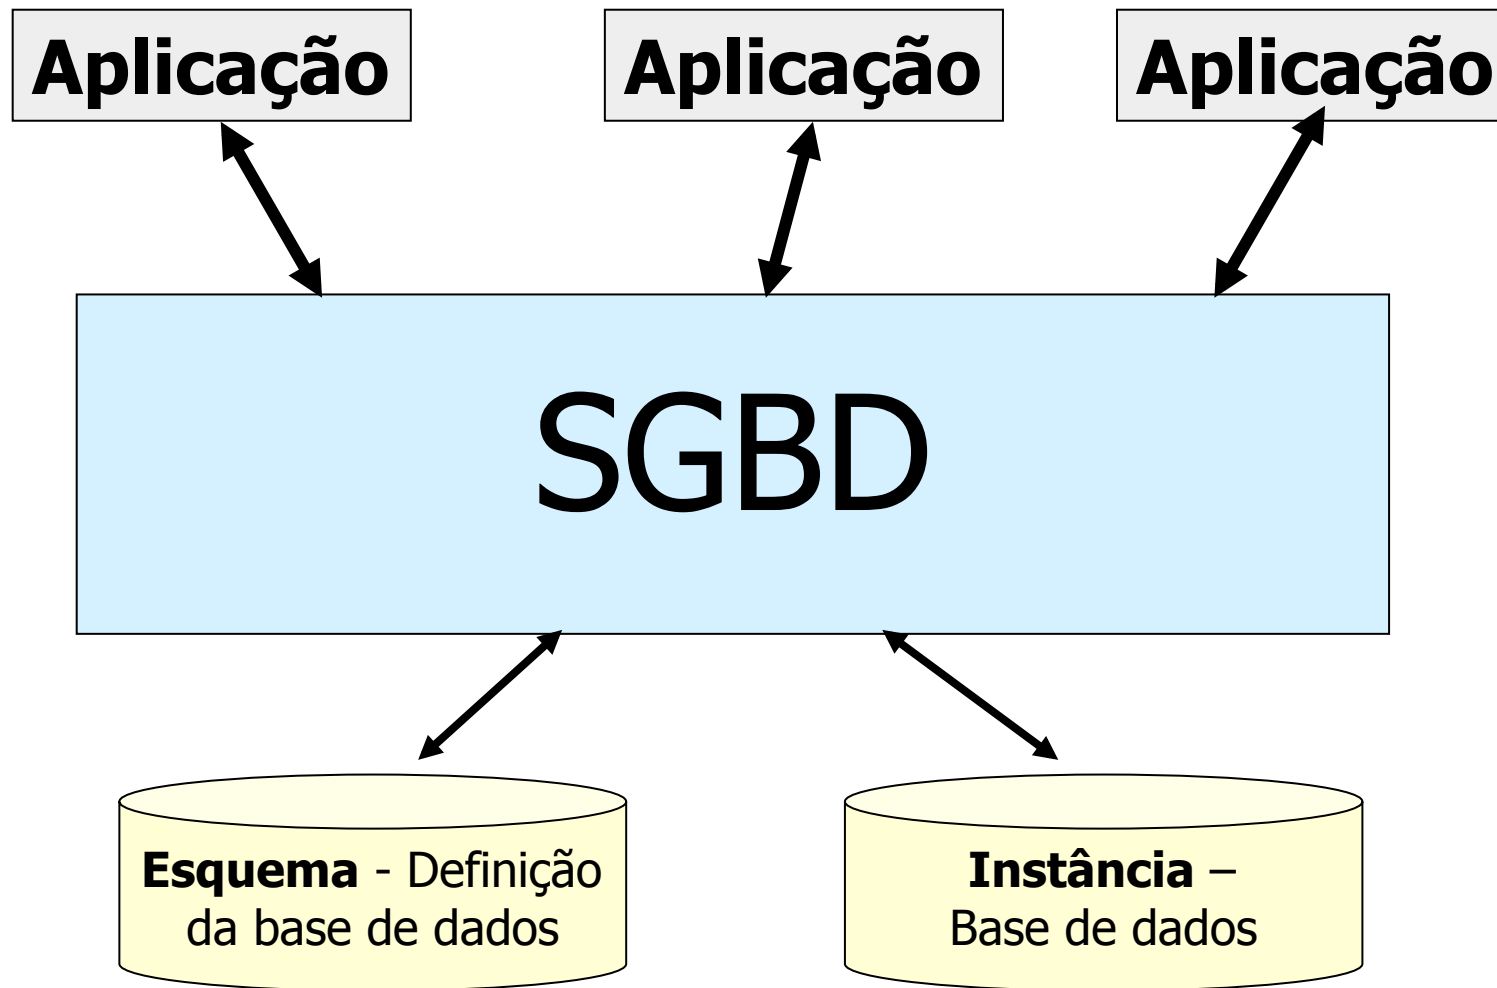 Aplicação
Aplicação
Aplicação
SGBD
Esquema - Definição
da base de dados
Instância –
Base de dados